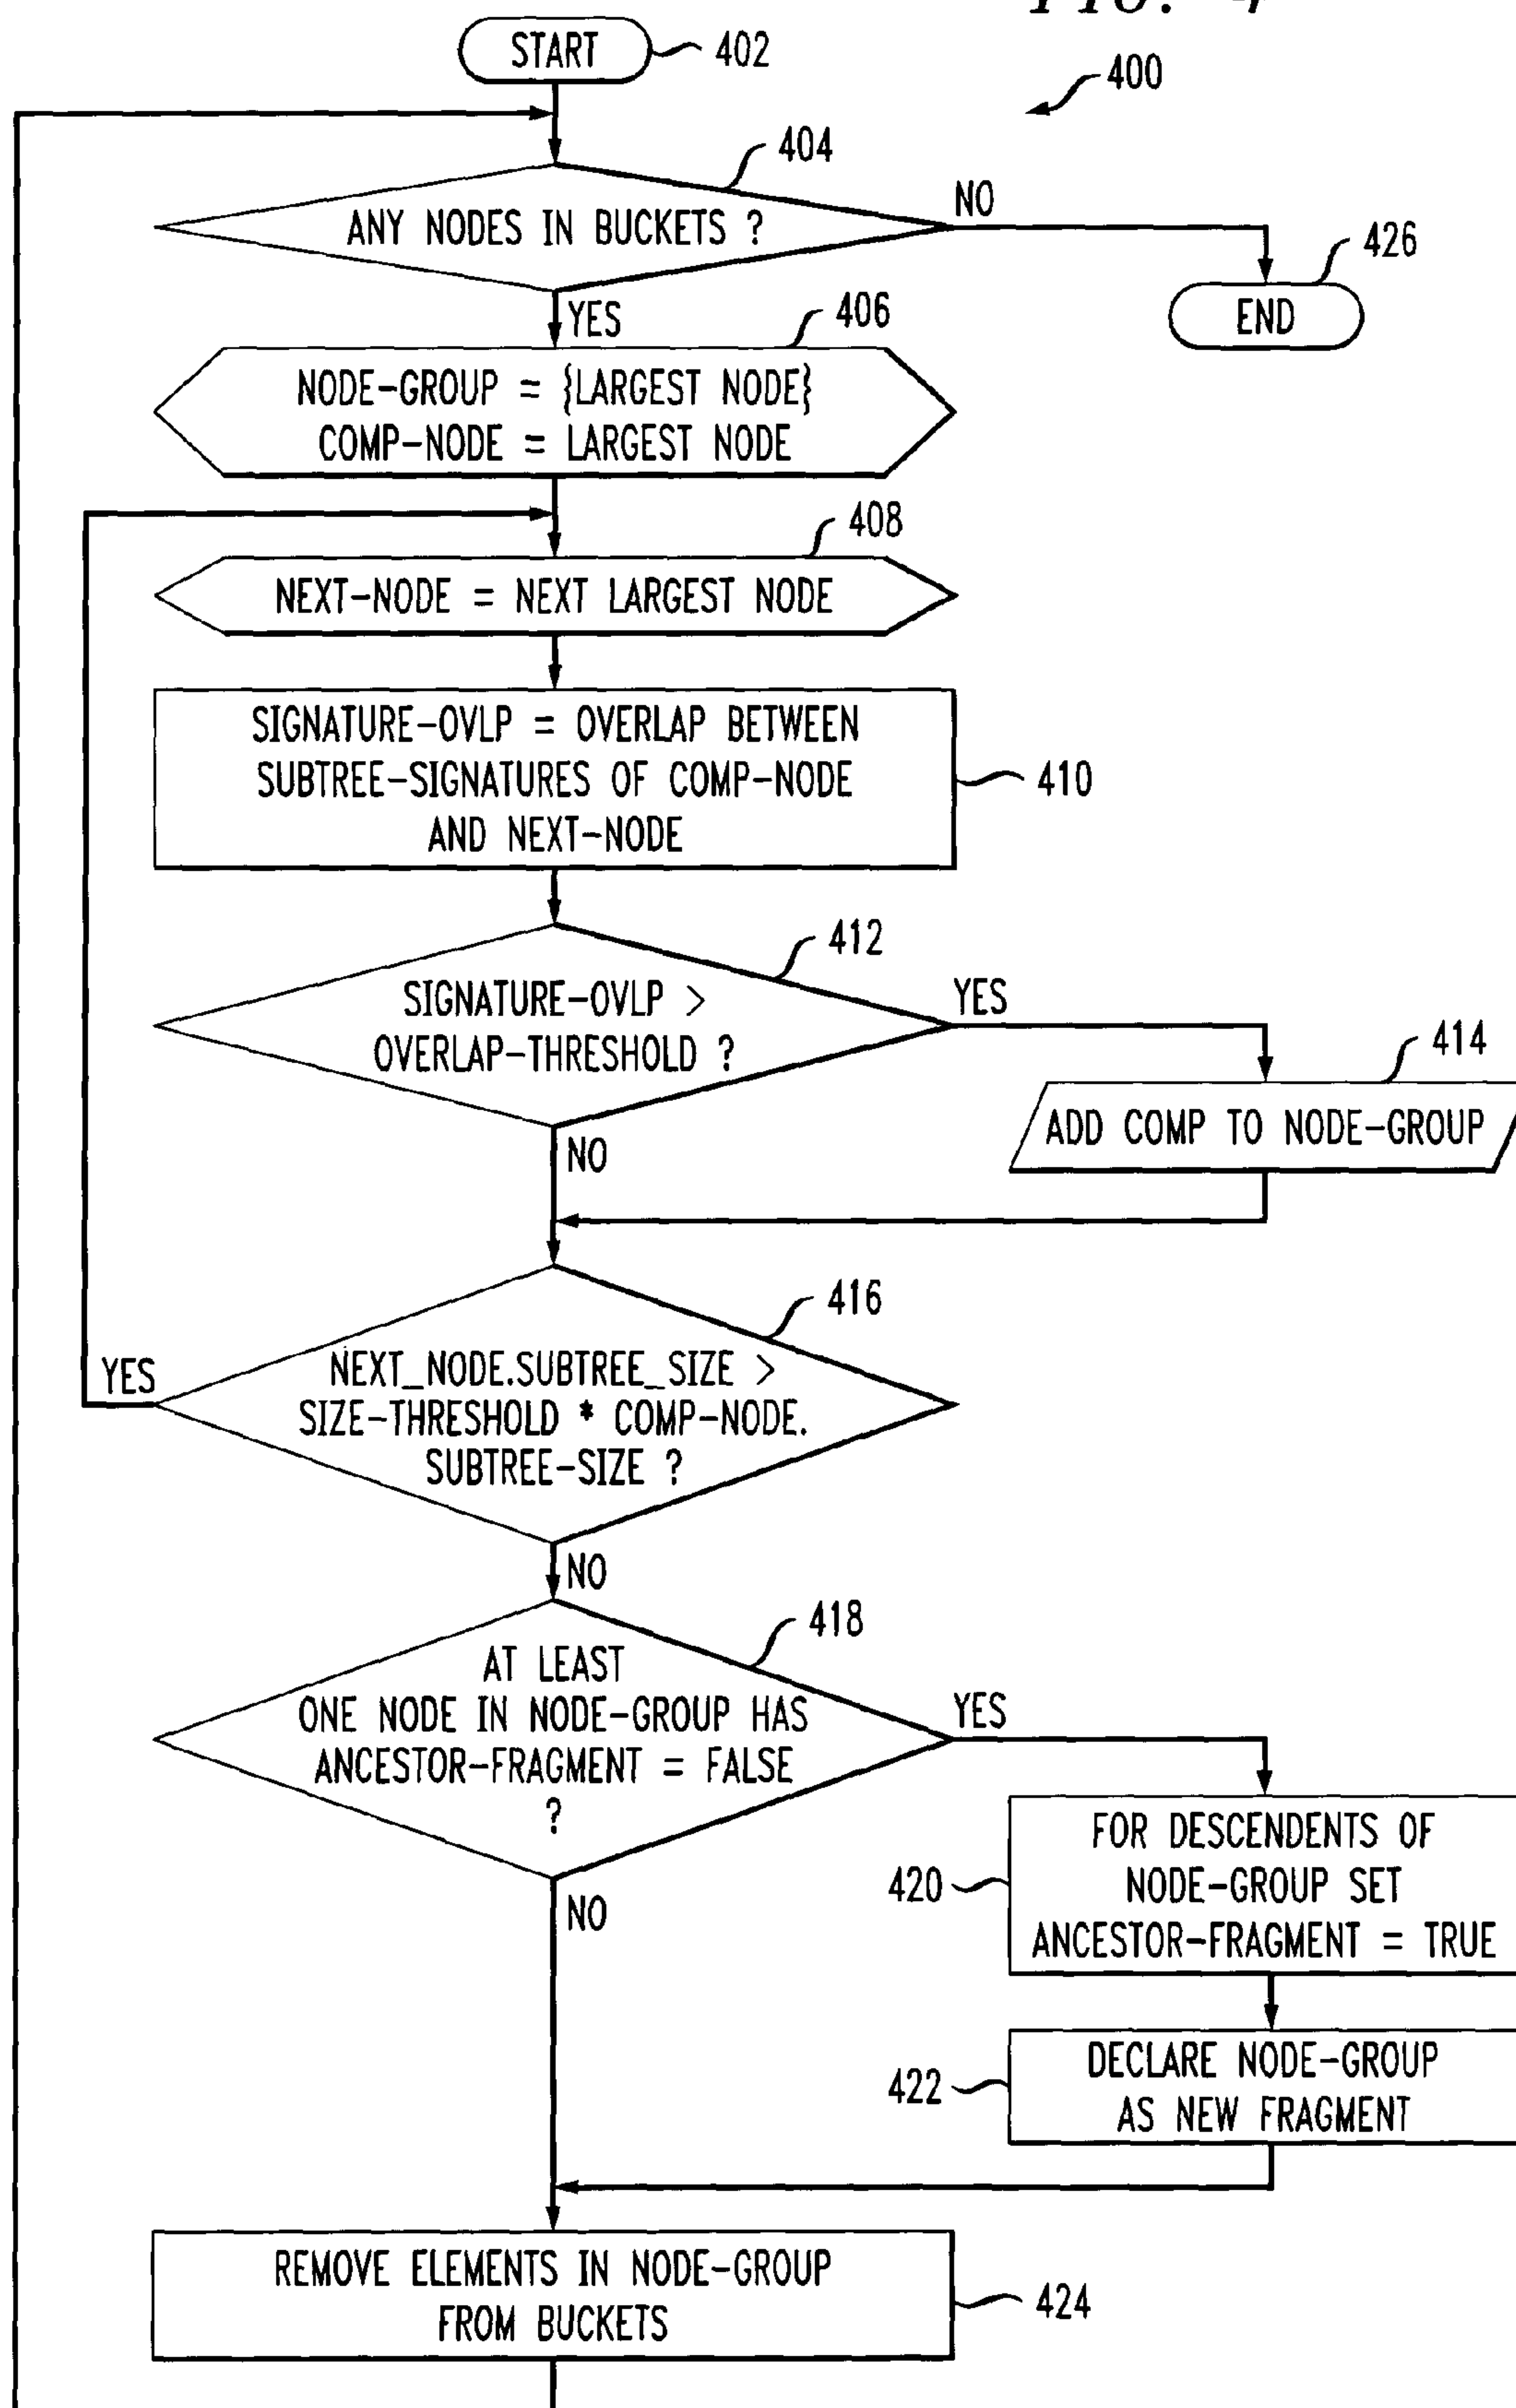 FIG. 4
START
402
400
404
ANY NODES IN BUCKETS ?
NO
426
END
YES
406
NODE-GROUP = {LARGEST NODE}
COMP-NODE = LARGEST NODE
408
NEXT-NODE = NEXT LARGEST NODE
SIGNATURE-OVLP = OVERLAP BETWEEN
SUBTREE-SIGNATURES OF COMP-NODE
AND NEXT-NODE
410
412
SIGNATURE-OVLP >
OVERLAP-THRESHOLD ?
YES
414
ADD COMP TO NODE-GROUP
NO
416
NEXT_NODE.SUBTREE_SIZE >
SIZE-THRESHOLD * COMP-NODE.
SUBTREE-SIZE ?
YES
NO
418
AT LEAST
ONE NODE IN NODE-GROUP HAS
ANCESTOR-FRAGMENT = FALSE
?
YES
FOR DESCENDENTS OF
NODE-GROUP SET
ANCESTOR-FRAGMENT = TRUE
420
NO
DECLARE NODE-GROUP
AS NEW FRAGMENT
422
REMOVE ELEMENTS IN NODE-GROUP
FROM BUCKETS
424